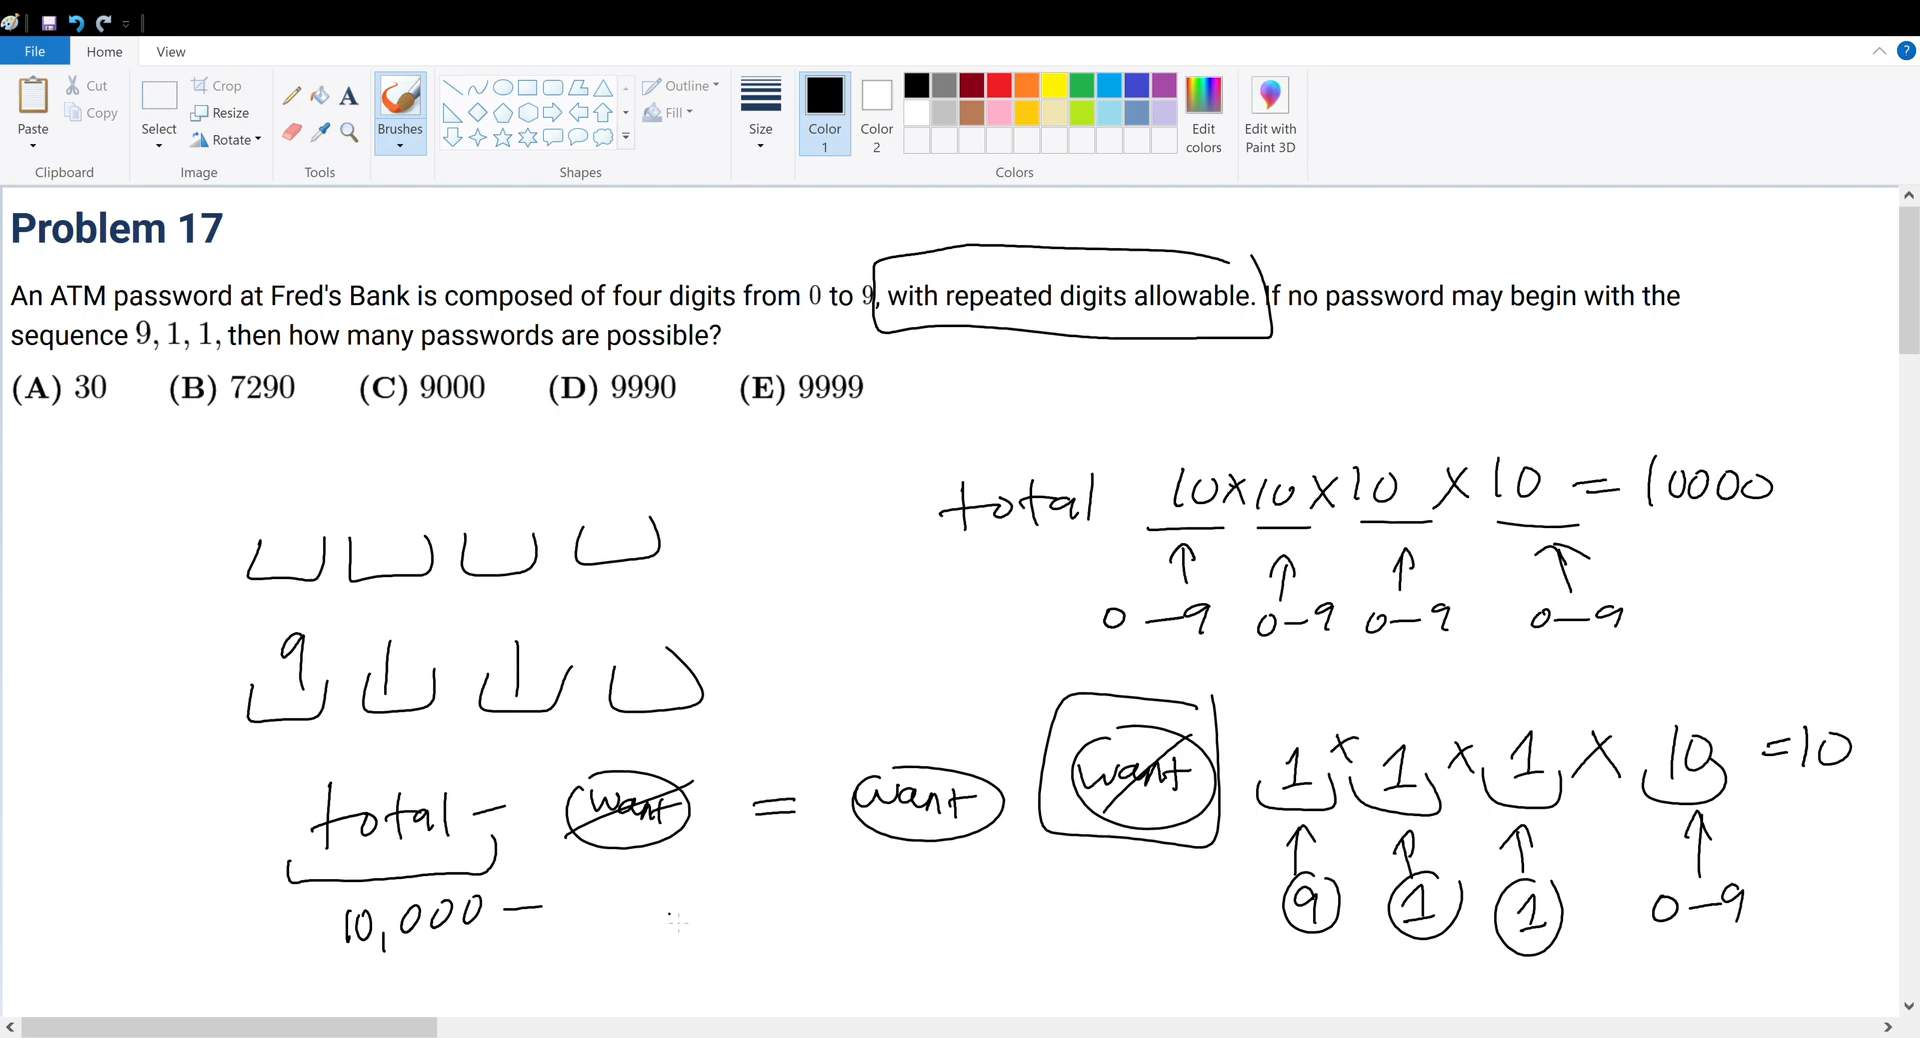 File Home View
Paste Cut Copy Clipboard
Select Crop Resize Rotate Image
A Tools
Brushes
Shapes
Outline Fill
Size
Color 1 Color 2 Edit colors Edit with Paint 3D
Colors
?
Problem 17
An ATM password at Fred's Bank is composed of four digits from 0 to 9, with repeated digits allowable. If no password may begin with the
sequence 9, 1, 1, then how many passwords are possible?
(A) 30 (B) 7290 (C) 9000 (D) 9990 (E) 9999
total 10 x 10 x 10 x 10 = 10000
0 — 9 0 — 9 0 — 9 0 — 9
9 1 1
total — want = want
want 1 x 1 x 1 x 10 = 10
10,000 —
9 1 1 0 — 9